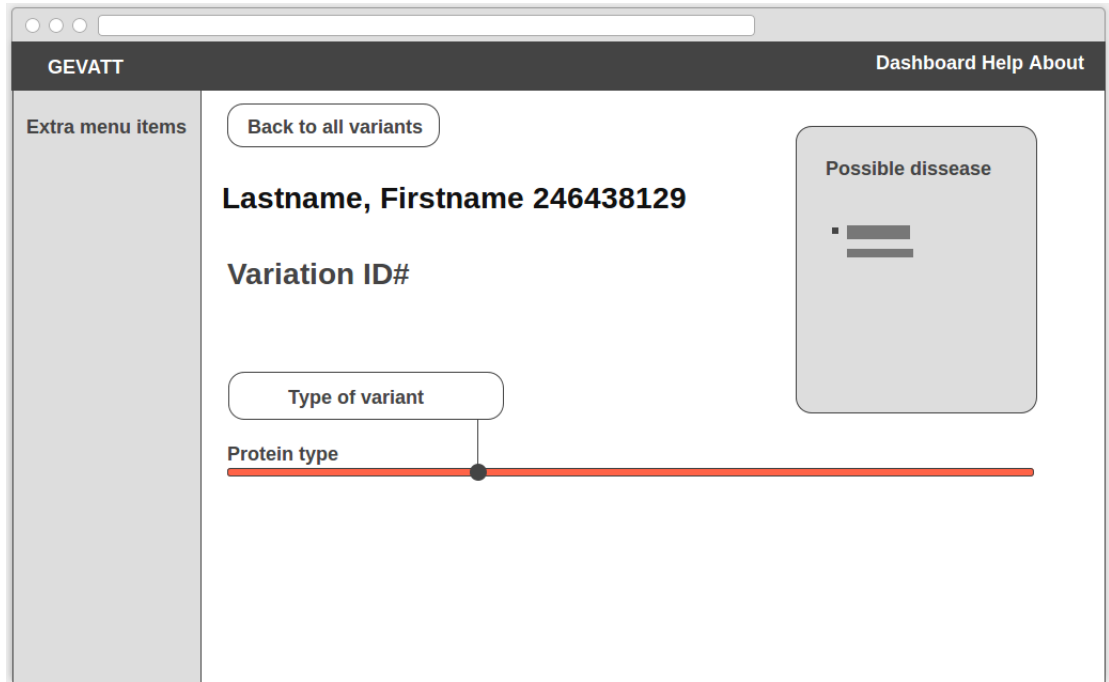 GEVATT
Dashboard Help About
Extra menu items
Back to all variants
Possible dissease
Lastname, Firstname 246438129
Variation ID#
Type of variant
Protein type